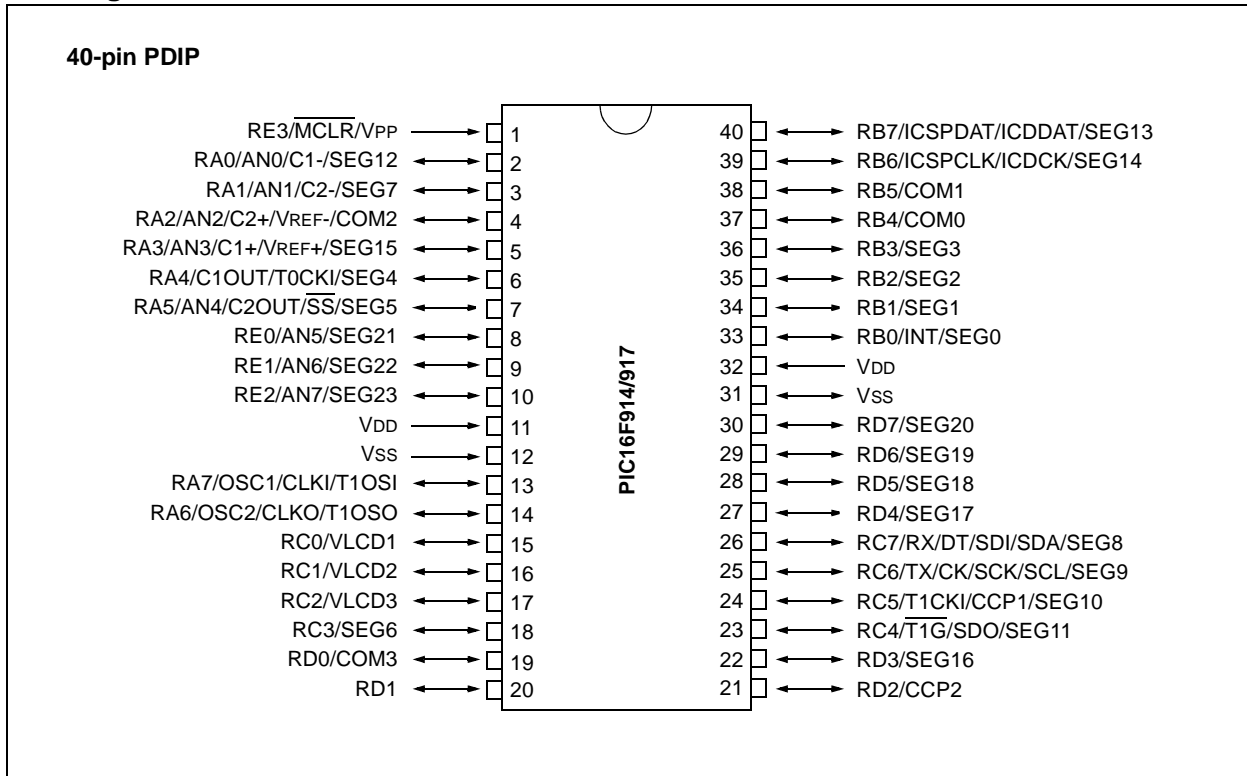 40-pin PDIP
RE3/MCLR/VPP 1
RA0/AN0/C1-/SEG12 2
RA1/AN1/C2-/SEG7 3
RA2/AN2/C2+/VREF-/COM2 4
RA3/AN3/C1+/VREF+/SEG15 5
RA4/C1OUT/T0CKI/SEG4 6
RA5/AN4/C2OUT/SS/SEG5 7
RE0/AN5/SEG21 8
RE1/AN6/SEG22 9
RE2/AN7/SEG23 10
VDD 11
VSS 12
RA7/OSC1/CLKI/T1OSI 13
RA6/OSC2/CLKO/T1OSO 14
RC0/VLCD1 15
RC1/VLCD2 16
RC2/VLCD3 17
RC3/SEG6 18
RD0/COM3 19
RD1 20
PIC16F914/917
40 RB7/ICSPDAT/ICDDAT/SEG13
39 RB6/ICSPCLK/ICDCK/SEG14
38 RB5/COM1
37 RB4/COM0
36 RB3/SEG3
35 RB2/SEG2
34 RB1/SEG1
33 RB0/INT/SEG0
32 VDD
31 VSS
30 RD7/SEG20
29 RD6/SEG19
28 RD5/SEG18
27 RD4/SEG17
26 RC7/RX/DT/SDI/SDA/SEG8
25 RC6/TX/CK/SCK/SCL/SEG9
24 RC5/T1CKI/CCP1/SEG10
23 RC4/T1G/SDO/SEG11
22 RD3/SEG16
21 RD2/CCP2